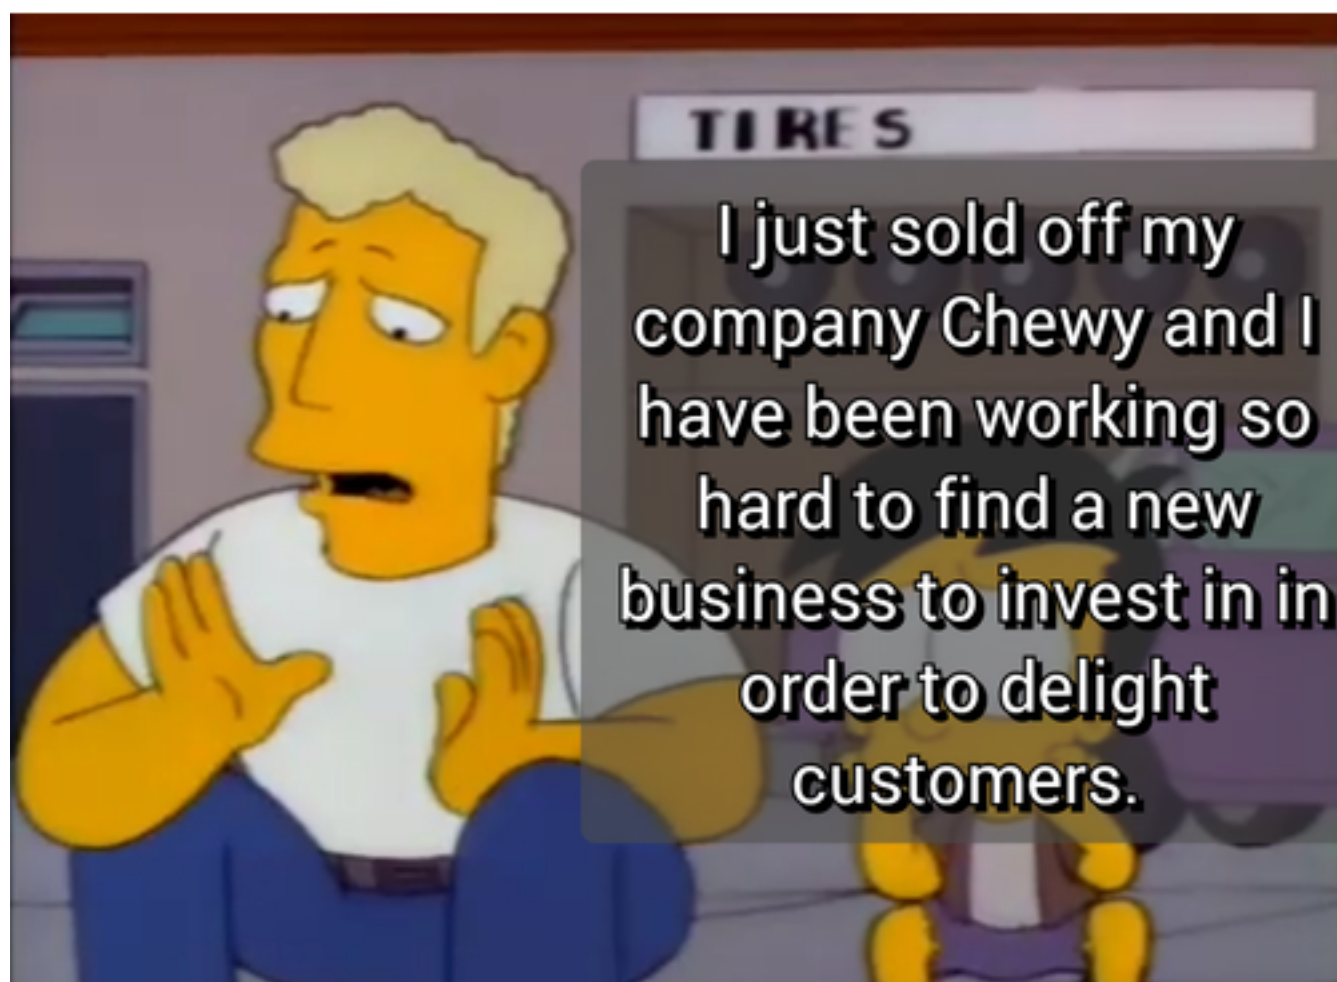 TIRES
I just sold off my
company Chewy and I
have been working so
hard to find a new
business to invest in in
order to delight
customers.